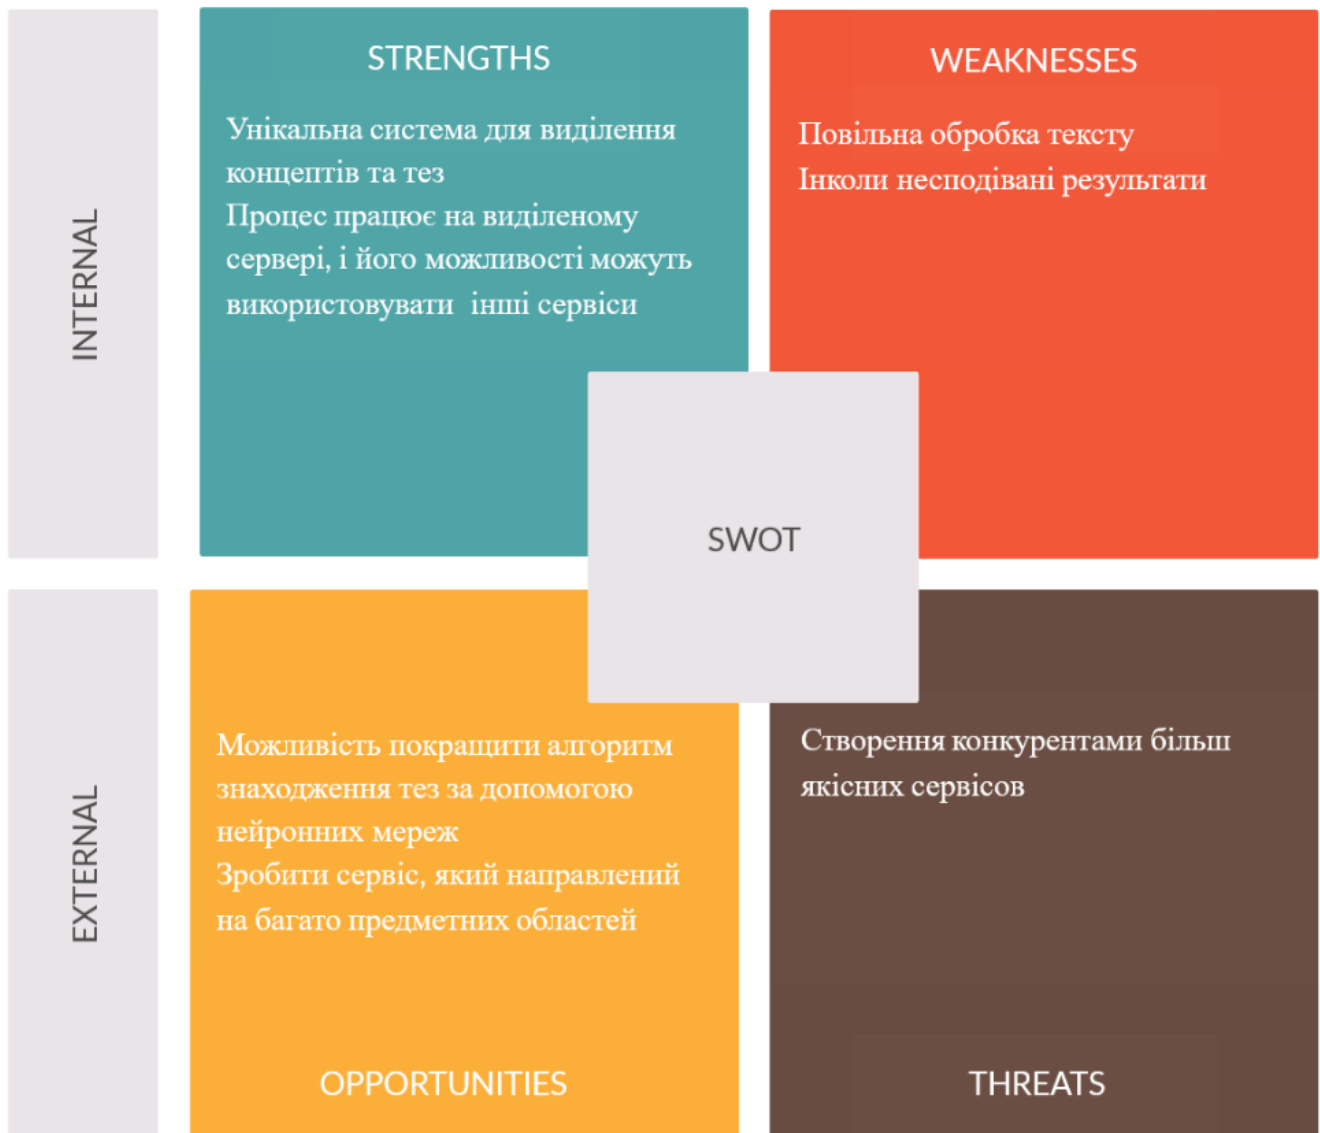 INTERNAL
STRENGTHS
Унікальна система для виділення
концептів та тез
Процес працює на виділеному
сервері, і його можливості можуть
використовувати інші сервіси
WEAKNESSES
Повільна обробка тексту
Інколи несподівані результати
SWOT
EXTERNAL
Можливість покращити алгоритм
знаходження тез за допомогою
нейронних мереж
Зробити сервіс, який направлений
на багато предметних областей
OPPORTUNITIES
Створення конкурентами більш
якісних сервісов
THREATS